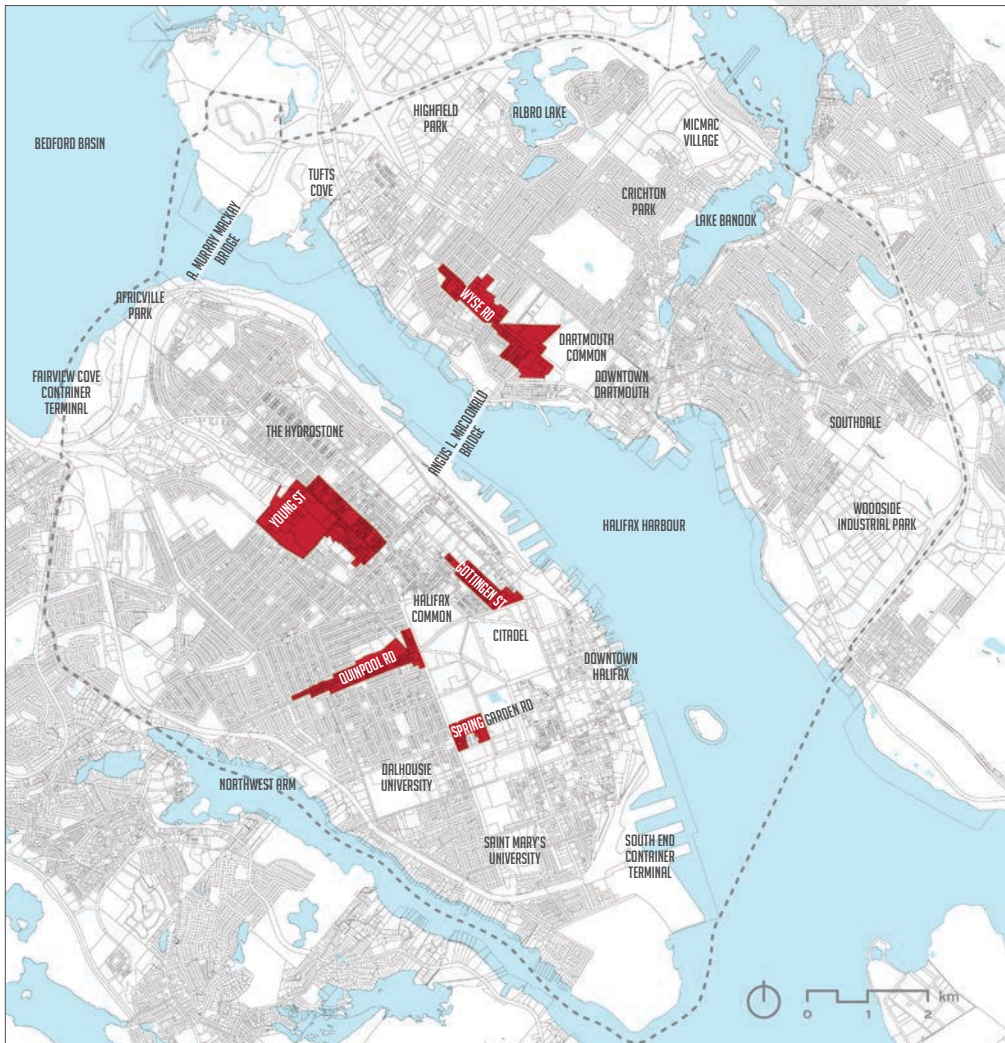 HIGHFIELD
PARK
ALBRO LAKE
MICMAC
VILLAGE
BEDFORD BASIN
TUFTS
COVE
CRICHTON
PARK
LAKE BANOOK
A. MURRAY MACKAY
BRIDGE
AFRICVILLE
PARK
WYSE RD
DARTMOUTH
COMMON
FAIRVIEW COVE
CONTAINER
TERMINAL
DOWNTOWN
DARTMOUTH
ANGUS L. MACDONALD
BRIDGE
SOUTHDALE
THE HYDROSTONE
YOUNG ST
WOODSIDE
INDUSTRIAL PARK
HALIFAX HARBOUR
GOTTINGEN ST
HALIFAX
COMMON
CITADEL
QUINPOOL RD
DOWNTOWN
HALIFAX
SPRING GARDEN RD
DALHOUSIE
UNIVERSITY
NORTHWEST ARM
SAINT MARY'S
UNIVERSITY
SOUTH END
CONTAINER
TERMINAL
km
0 1 2